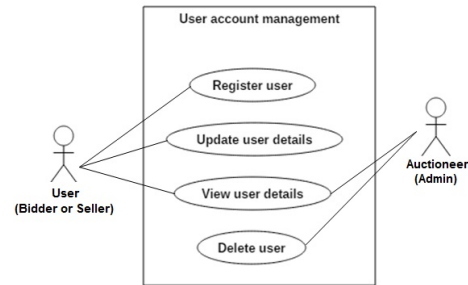 User account management
Register user
Update user details
View user details
Delete user
User
(Bidder or Seller)
Auctioneer
(Admin)